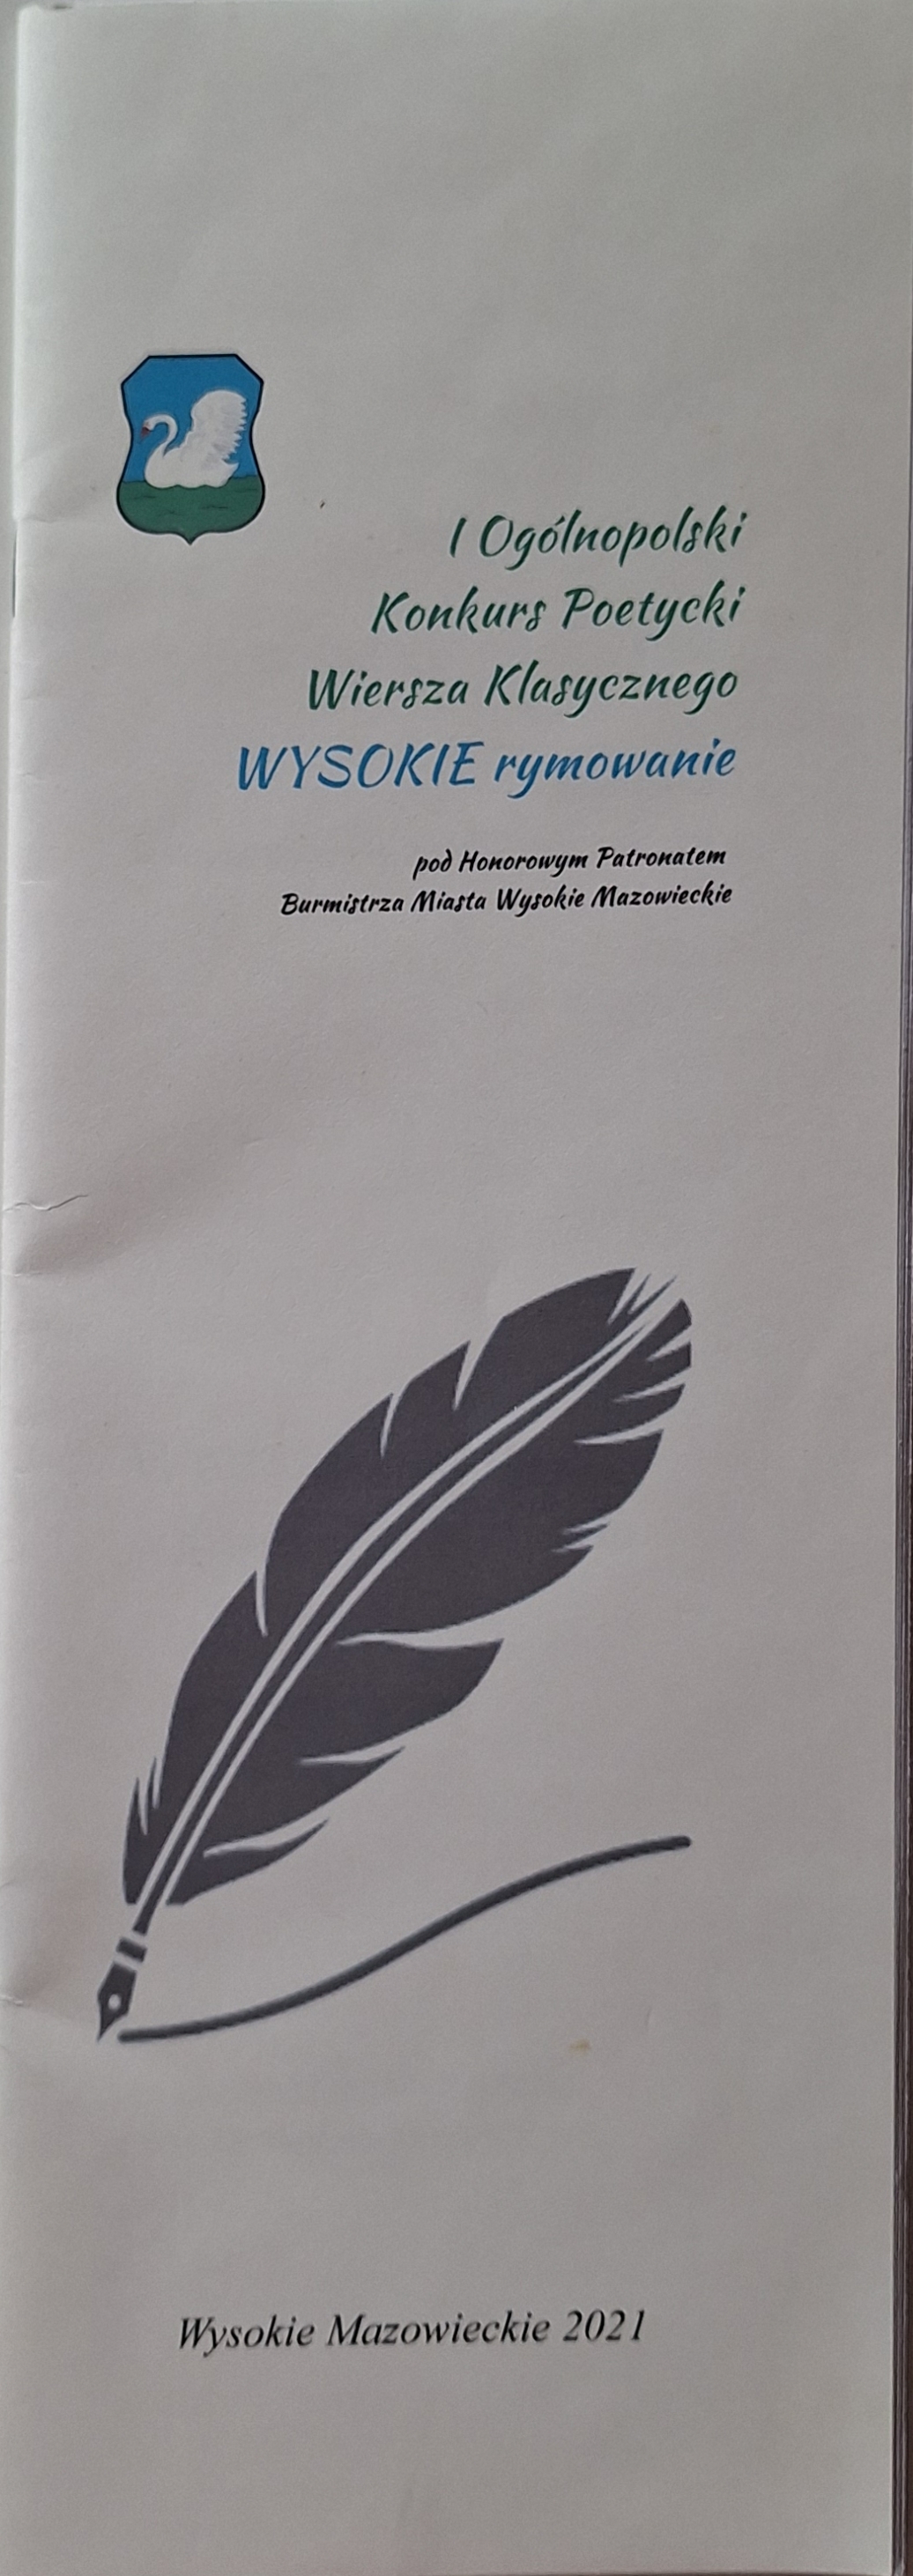 I Ogólnopolski
Konkurs Poetycki
Wiersza Klasycznego
WYSOKIE rymowanie
pod Honorowym Patronatem
Burmistrza Miasta Wysokie Mazowieckie
Wysokie Mazowieckie 2021